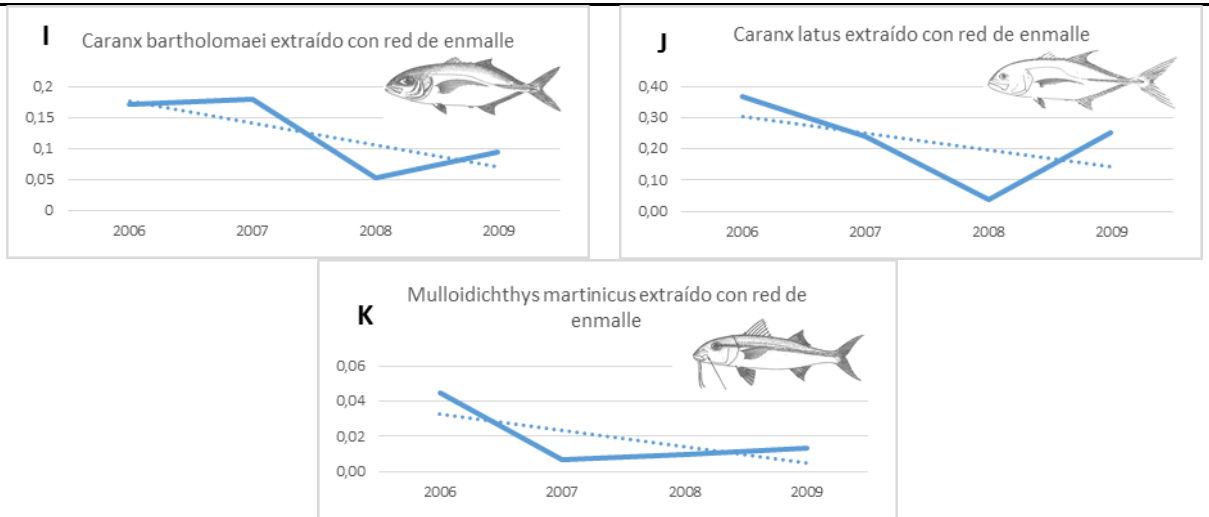 I
Caranx bartholomaei extraído con red de enmalle
0,2
0,15
0,1
0,05
0
2006 2007 2008 2009
J
Caranx latus extraído con red de enmalle
0,40
0,30
0,20
0,10
0,00
2006 2007 2008 2009
K
Mulloidichthys martinicus extraído con red de
enmalle
0,06
0,04
0,02
0,00
2006 2007 2008 2009